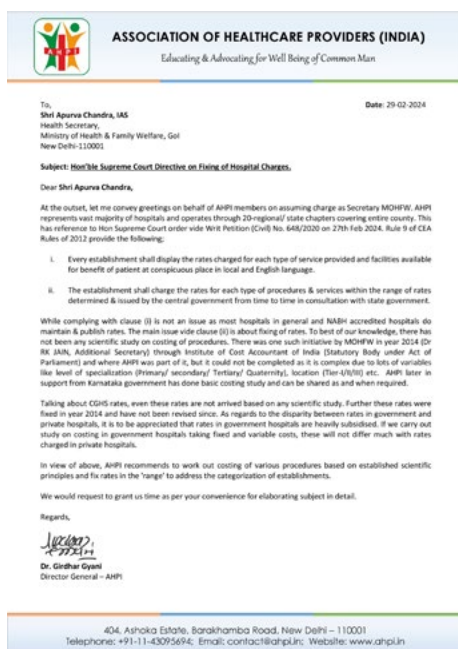 AHPI
ASSOCIATION OF HEALTHCARE PROVIDERS (INDIA)
Educating & Advocating for Well Being of Common Man
To,
Date: 29-02-2024
Shri Apurva Chandra, IAS
Health Secretary,
Ministry of Health & Family Welfare, GoI
New Delhi-110001
Subject: Hon'ble Supreme Court Directive on Fixing of Hospital Charges.
Dear Shri Apurva Chandra,
At the outset, let me convey greetings on behalf of AHPI members on assuming charge as Secretary MOHFW. AHPI
represents vast majority of hospitals and operates through 20-regional/ state chapters covering entire county. This
has reference to Hon Supreme Court order vide Writ Petition (Civil) No. 648/2020 on 27th Feb 2024. Rule 9 of CEA
Rules of 2012 provide the following;
i. Every establishment shall display the rates charged for each type of service provided and facilities available
for benefit of patient at conspicuous place in local and English language.
ii. The establishment shall charge the rates for each type of procedures & services within the range of rates
determined & issued by the central government from time to time in consultation with state government.
While complying with clause (i) is not an issue as most hospitals in general and NABH accredited hospitals do
maintain & publish rates. The main issue vide clause (ii) is about fixing of rates. To best of our knowledge, there has
not been any scientific study on costing of procedures. There was one such initiative by MOHFW in year 2014 (Dr
RK JAIN, Additional Secretary) through Institute of Cost Accountant of India (Statutory Body under Act of
Parliament) and where AHPI was part of it, but it could not be completed as it is complex due to lots of variables
like level of specialization (Primary/ secondary/ Tertiary/ Quaternity), location (Tier-I/II/III) etc. AHPI later in
support from Karnataka government has done basic costing study and can be shared as and when required.
Talking about CGHS rates, even these rates are not arrived based on any scientific study. Further these rates were
fixed in year 2014 and have not been revised since. As regards to the disparity between rates in government and
private hospitals, it is to be appreciated that rates in government hospitals are heavily subsidised. If we carry out
study on costing in government hospitals taking fixed and variable costs, these will not differ much with rates
charged in private hospitals.
In view of above, AHPI recommends to work out costing of various procedures based on established scientific
principles and fix rates in the 'range' to address the categorization of establishments.
We would request to grant us time as per your convenience for elaborating subject in detail.
Regards,
Dr. Girdhar Gyani
Director General – AHPI
404, Ashoka Estate, Barakhamba Road, New Delhi – 110001
Telephone: +91-11-43095694; Email: contact@ahpi.in; Website: www.ahpi.in